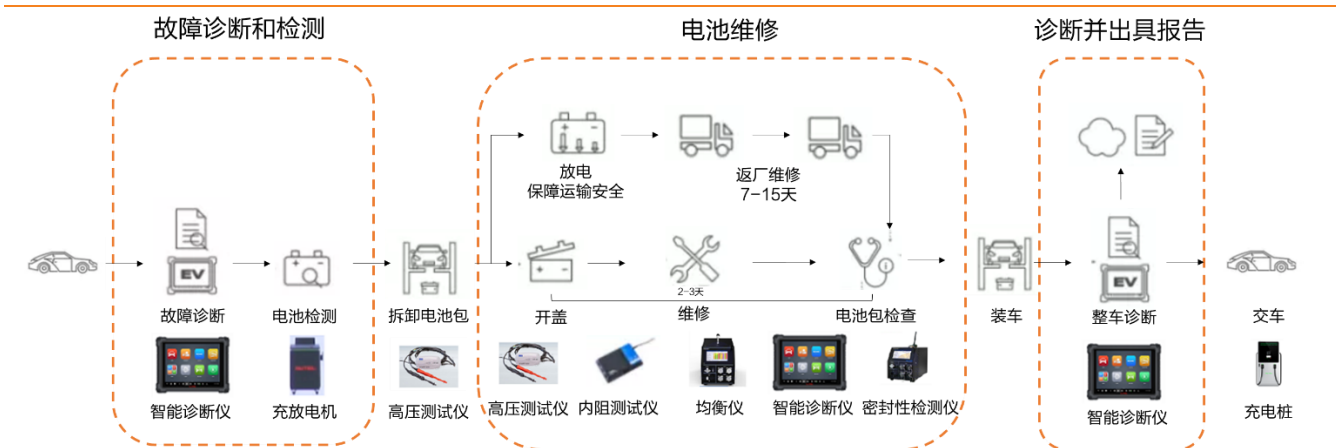 故障诊断和检测
电池维修
诊断并出具报告
放电
保障运输安全
返厂维修
7-15天
EV
EV
2-3天
故障诊断
电池检测
拆卸电池包
开盖
维修
电池包检查
装车
整车诊断
交车
智能诊断仪
充放电机
高压测试仪
高压测试仪
内阻测试仪
均衡仪
智能诊断仪
密封性检测仪
智能诊断仪
充电桩